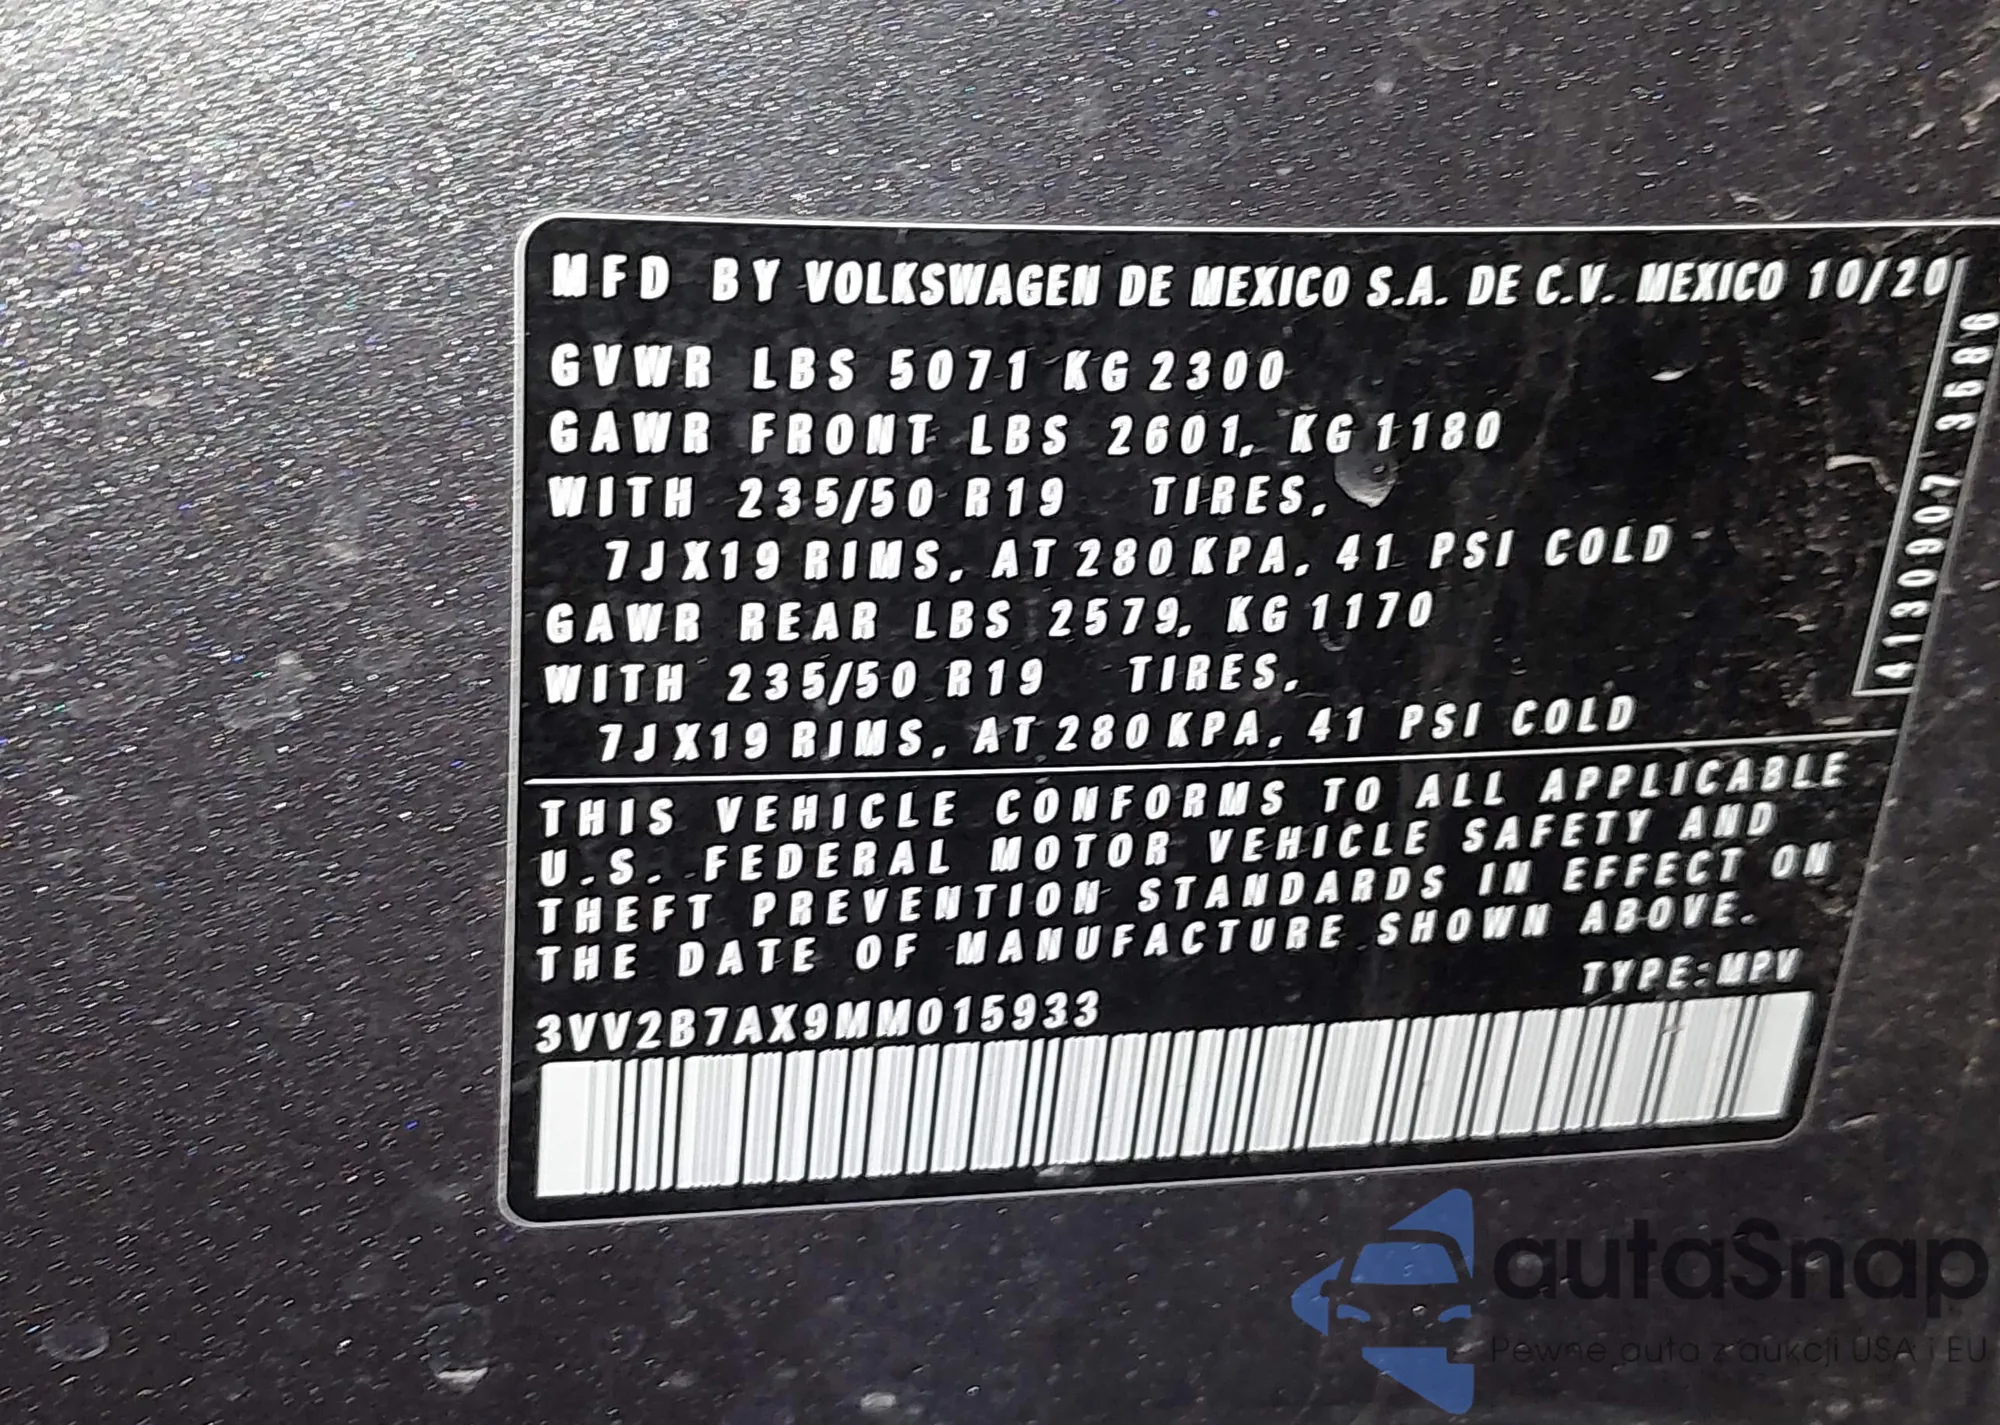 MFD BY VOLKSWAGEN DE MEXICO S.A. DE C.V. MEXICO 10/20
GVWR LBS 5071 KG 2300
GAWR FRONT LBS 2601, KG 1180
WITH 235/50 R19 TIRES,
7JX19 RIMS, AT 280 KPA, 41 PSI COLD
GAWR REAR LBS 2579, KG 1170
WITH 235/50 R19 TIRES,
7JX19 RIMS, AT 280 KPA, 41 PSI COLD
4130907 3686
THIS VEHICLE CONFORMS TO ALL APPLICABLE
U.S. FEDERAL MOTOR VEHICLE SAFETY AND
THEFT PREVENTION STANDARDS IN EFFECT ON
THE DATE OF MANUFACTURE SHOWN ABOVE.
TYPE:MPV
3VV2B7AX9MM015933
autaSnap
Pewne auta z aukcji USA i EU